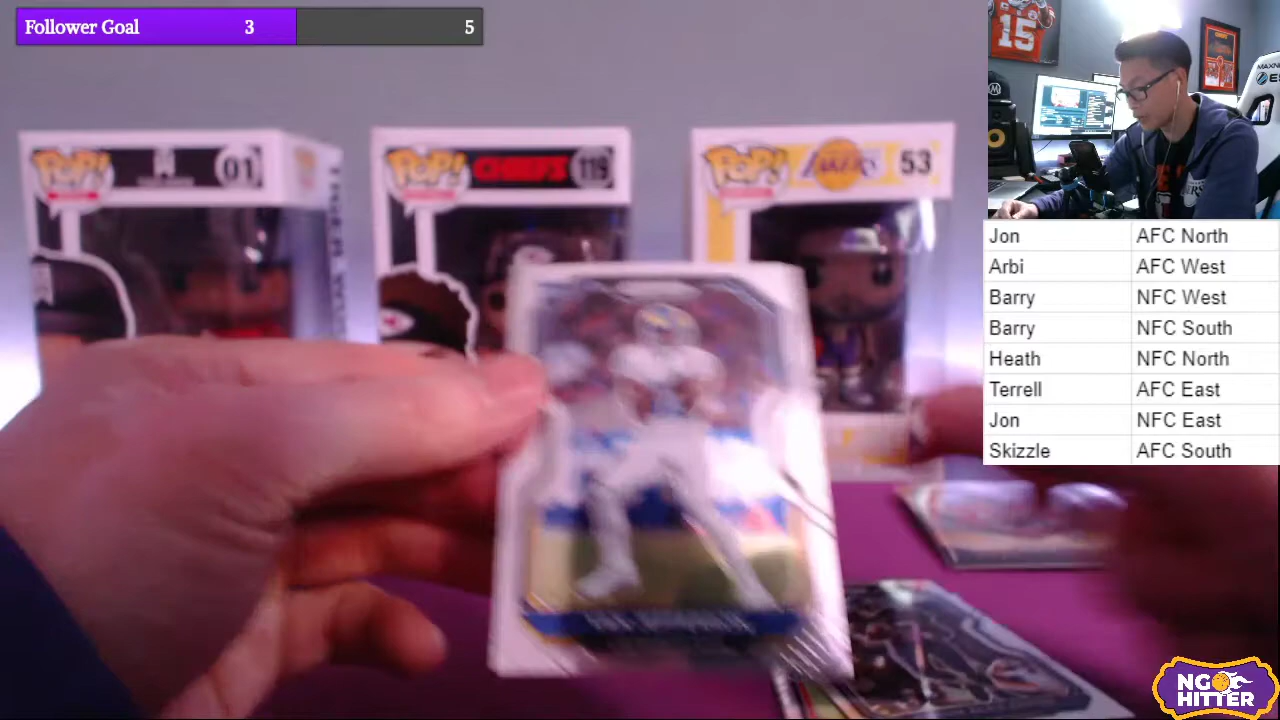 Follower Goal 3 5
15
POP! 01
POP! CHIEFS 119
POP! LAKERS 53
Jon AFC North
Arbi AFC West
Barry NFC West
Barry NFC South
Heath NFC North
Terrell AFC East
Jon NFC East
Skizzle AFC South
NG
HITTER